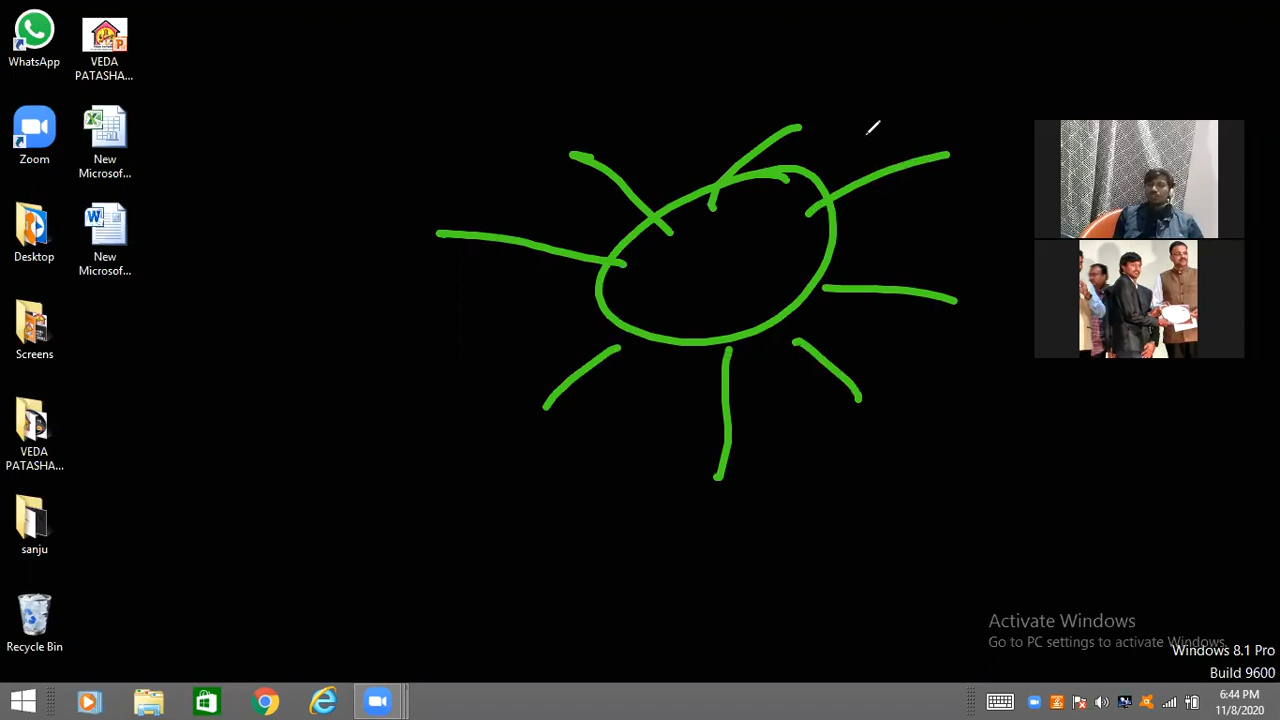 WhatsApp
VEDA
PATASHA...
Zoom
New
Microsof...
Desktop
New
Microsof...
Screens
VEDA
PATASHA...
sanju
Recycle Bin
Activate Windows
Go to PC settings to activate Windows.
Windows 8.1 Pro
Build 9600
6:44 PM
11/8/2020